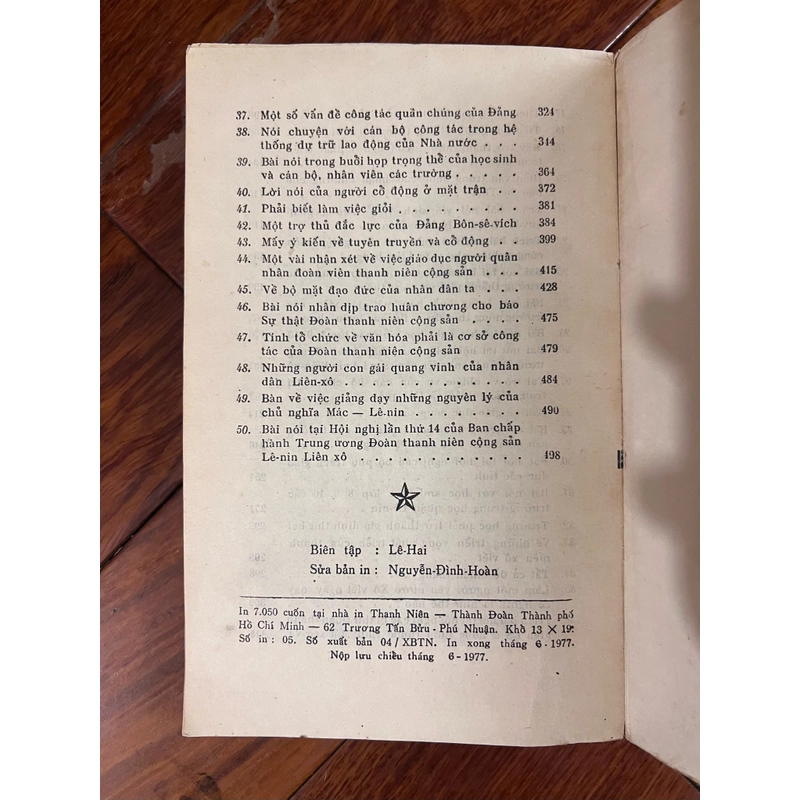 37. Một số vấn đề công tác quần chúng của Đảng 324
38. Nói chuyện với cán bộ công tác trong hệ
thống dự trữ lao động của Nhà nước . . . 344
39. Bài nói trong buổi họp trọng thể của học sinh
và cán bộ, nhân viên các trường . . . . . 364
40. Lời nói của người cổ động ở mặt trận . . 372
41. Phải biết làm việc giỏi . . . . . . . . . 381
42. Một trợ thủ đắc lực của Đảng Bôn-sê-vích 384
43. Mấy ý kiến về tuyên truyền và cổ động . . 399
44. Một vài nhận xét về việc giáo dục người quân
nhân đoàn viên thanh niên cộng sản . . . 415
45. Về bộ mặt đạo đức của nhân dân ta . . . 428
46. Bài nói nhân dịp trao huân chương cho báo
Sự thật Đoàn thanh niên cộng sản . . . . . 475
47. Tính tổ chức về văn hóa phải là cơ sở công
tác của Đoàn thanh niên cộng sản 479
48. Những người con gái quang vinh của nhân
dân Liên-xô . . . . . . . . . . . . 484
49. Bàn về việc giảng dạy những nguyên lý của
chủ nghĩa Mác — Lê-nin . . . . . . . 490
50. Bài nói tại Hội nghị lần thứ 14 của Ban chấp
hành Trung ương Đoàn thanh niên cộng sản
Lê-nin Liên xô . . . . . . . . . . . . 498
Biên tập : Lê-Hai
Sửa bản in : Nguyễn-Đình-Hoàn
In 7.050 cuốn tại nhà in Thanh Niên — Thành Đoàn Thành phố
Hồ Chí Minh — 62 Trương Tấn Bửu - Phú Nhuận. Khổ 13 × 19.
Số in : 05. Số xuất bản 04/XBTN. In xong tháng 6-1977.
Nộp lưu chiểu tháng 6-1977.